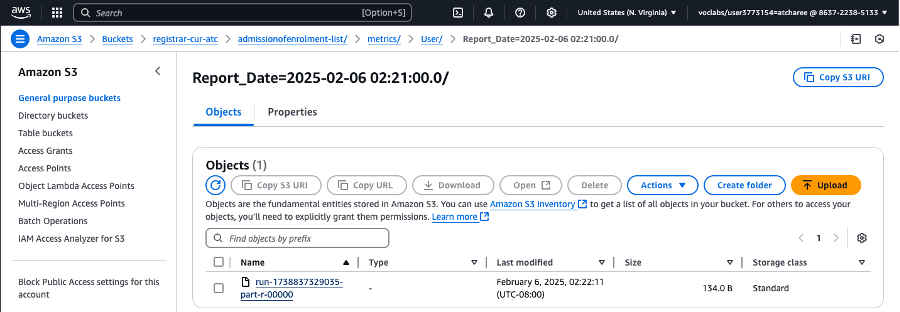 aws
Search
[Option+S]
United States (N. Virginia)
voclabs/user3773154=atcharee @ 8637-2238-5133
Amazon S3
Buckets
registrar-cur-atc
admissionofenrolment-list/
metrics/
User/
Report_Date=2025-02-06 02:21:00.0/
Amazon S3
General purpose buckets
Directory buckets
Table buckets
Access Grants
Access Points
Object Lambda Access Points
Multi-Region Access Points
Batch Operations
IAM Access Analyzer for S3
Block Public Access settings for this
account
Report_Date=2025-02-06 02:21:00.0/
Copy S3 URI
Objects
Properties
Objects (1)
Copy S3 URI
Copy URL
Download
Open
Delete
Actions
Create folder
Upload
Objects are the fundamental entities stored in Amazon S3. You can use Amazon S3 inventory to get a list of all objects in your bucket. For others to access your
objects, you'll need to explicitly grant them permissions. Learn more
Find objects by prefix
1
Name
Type
Last modified
Size
Storage class
run-1738837329035-
part-r-00000
-
February 6, 2025, 02:22:11
(UTC-08:00)
134.0 B
Standard